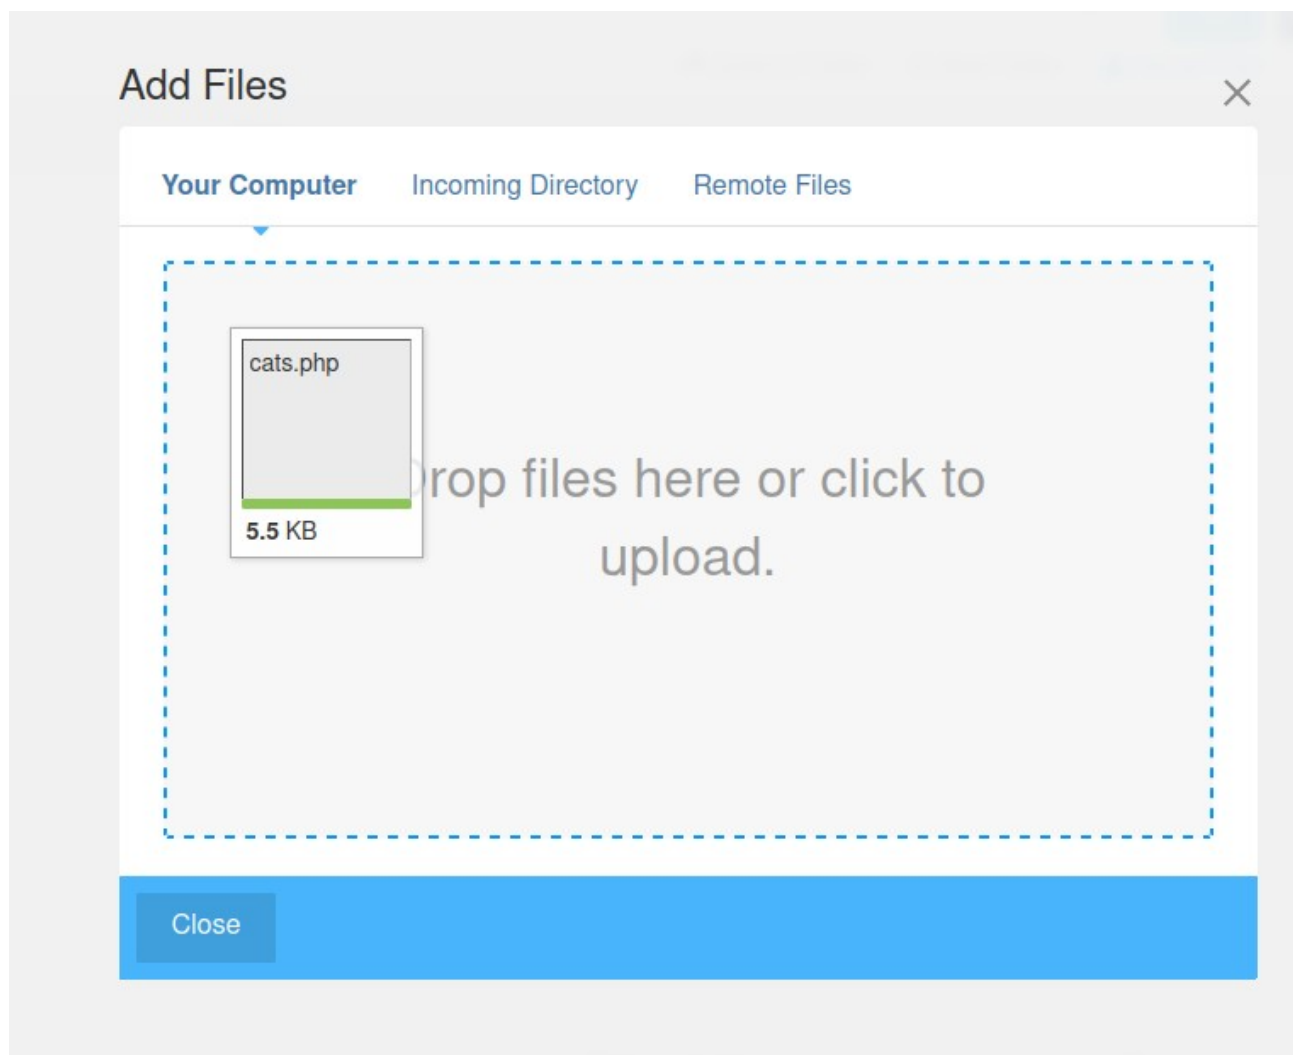 Add Files
Your Computer Incoming Directory Remote Files
cats.php
rop files here or click to
upload.
5.5 KB
Close